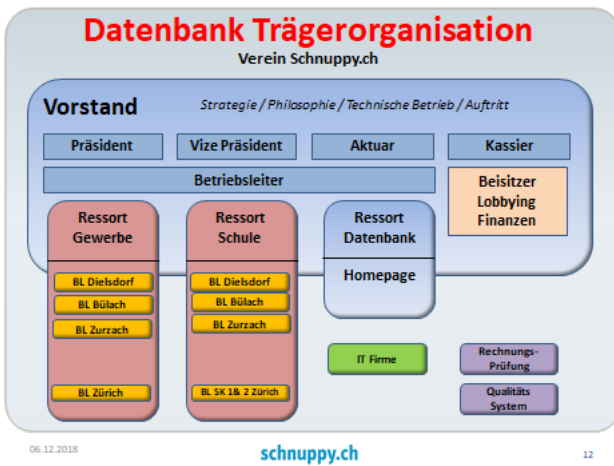 Datenbank Trägerorganisation
Verein Schnuppy.ch
Vorstand
Strategie / Philosophie / Technische Betrieb / Auftritt
Präsident
Vize Präsident
Aktuar
Kassier
Betriebsleiter
Beisitzer
Lobbying
Finanzen
Ressort
Gewerbe
BL Dielsdorf
BL Bülach
BL Zurzach
BL Zürich
Ressort
Schule
BL Dielsdorf
BL Bülach
BL Zurzach
BL SK 1& 2 Zürich
Ressort
Datenbank
Homepage
IT Firme
Rechnungs-
Prüfung
Qualitäts
System
06.12.2018
schnuppy.ch
12